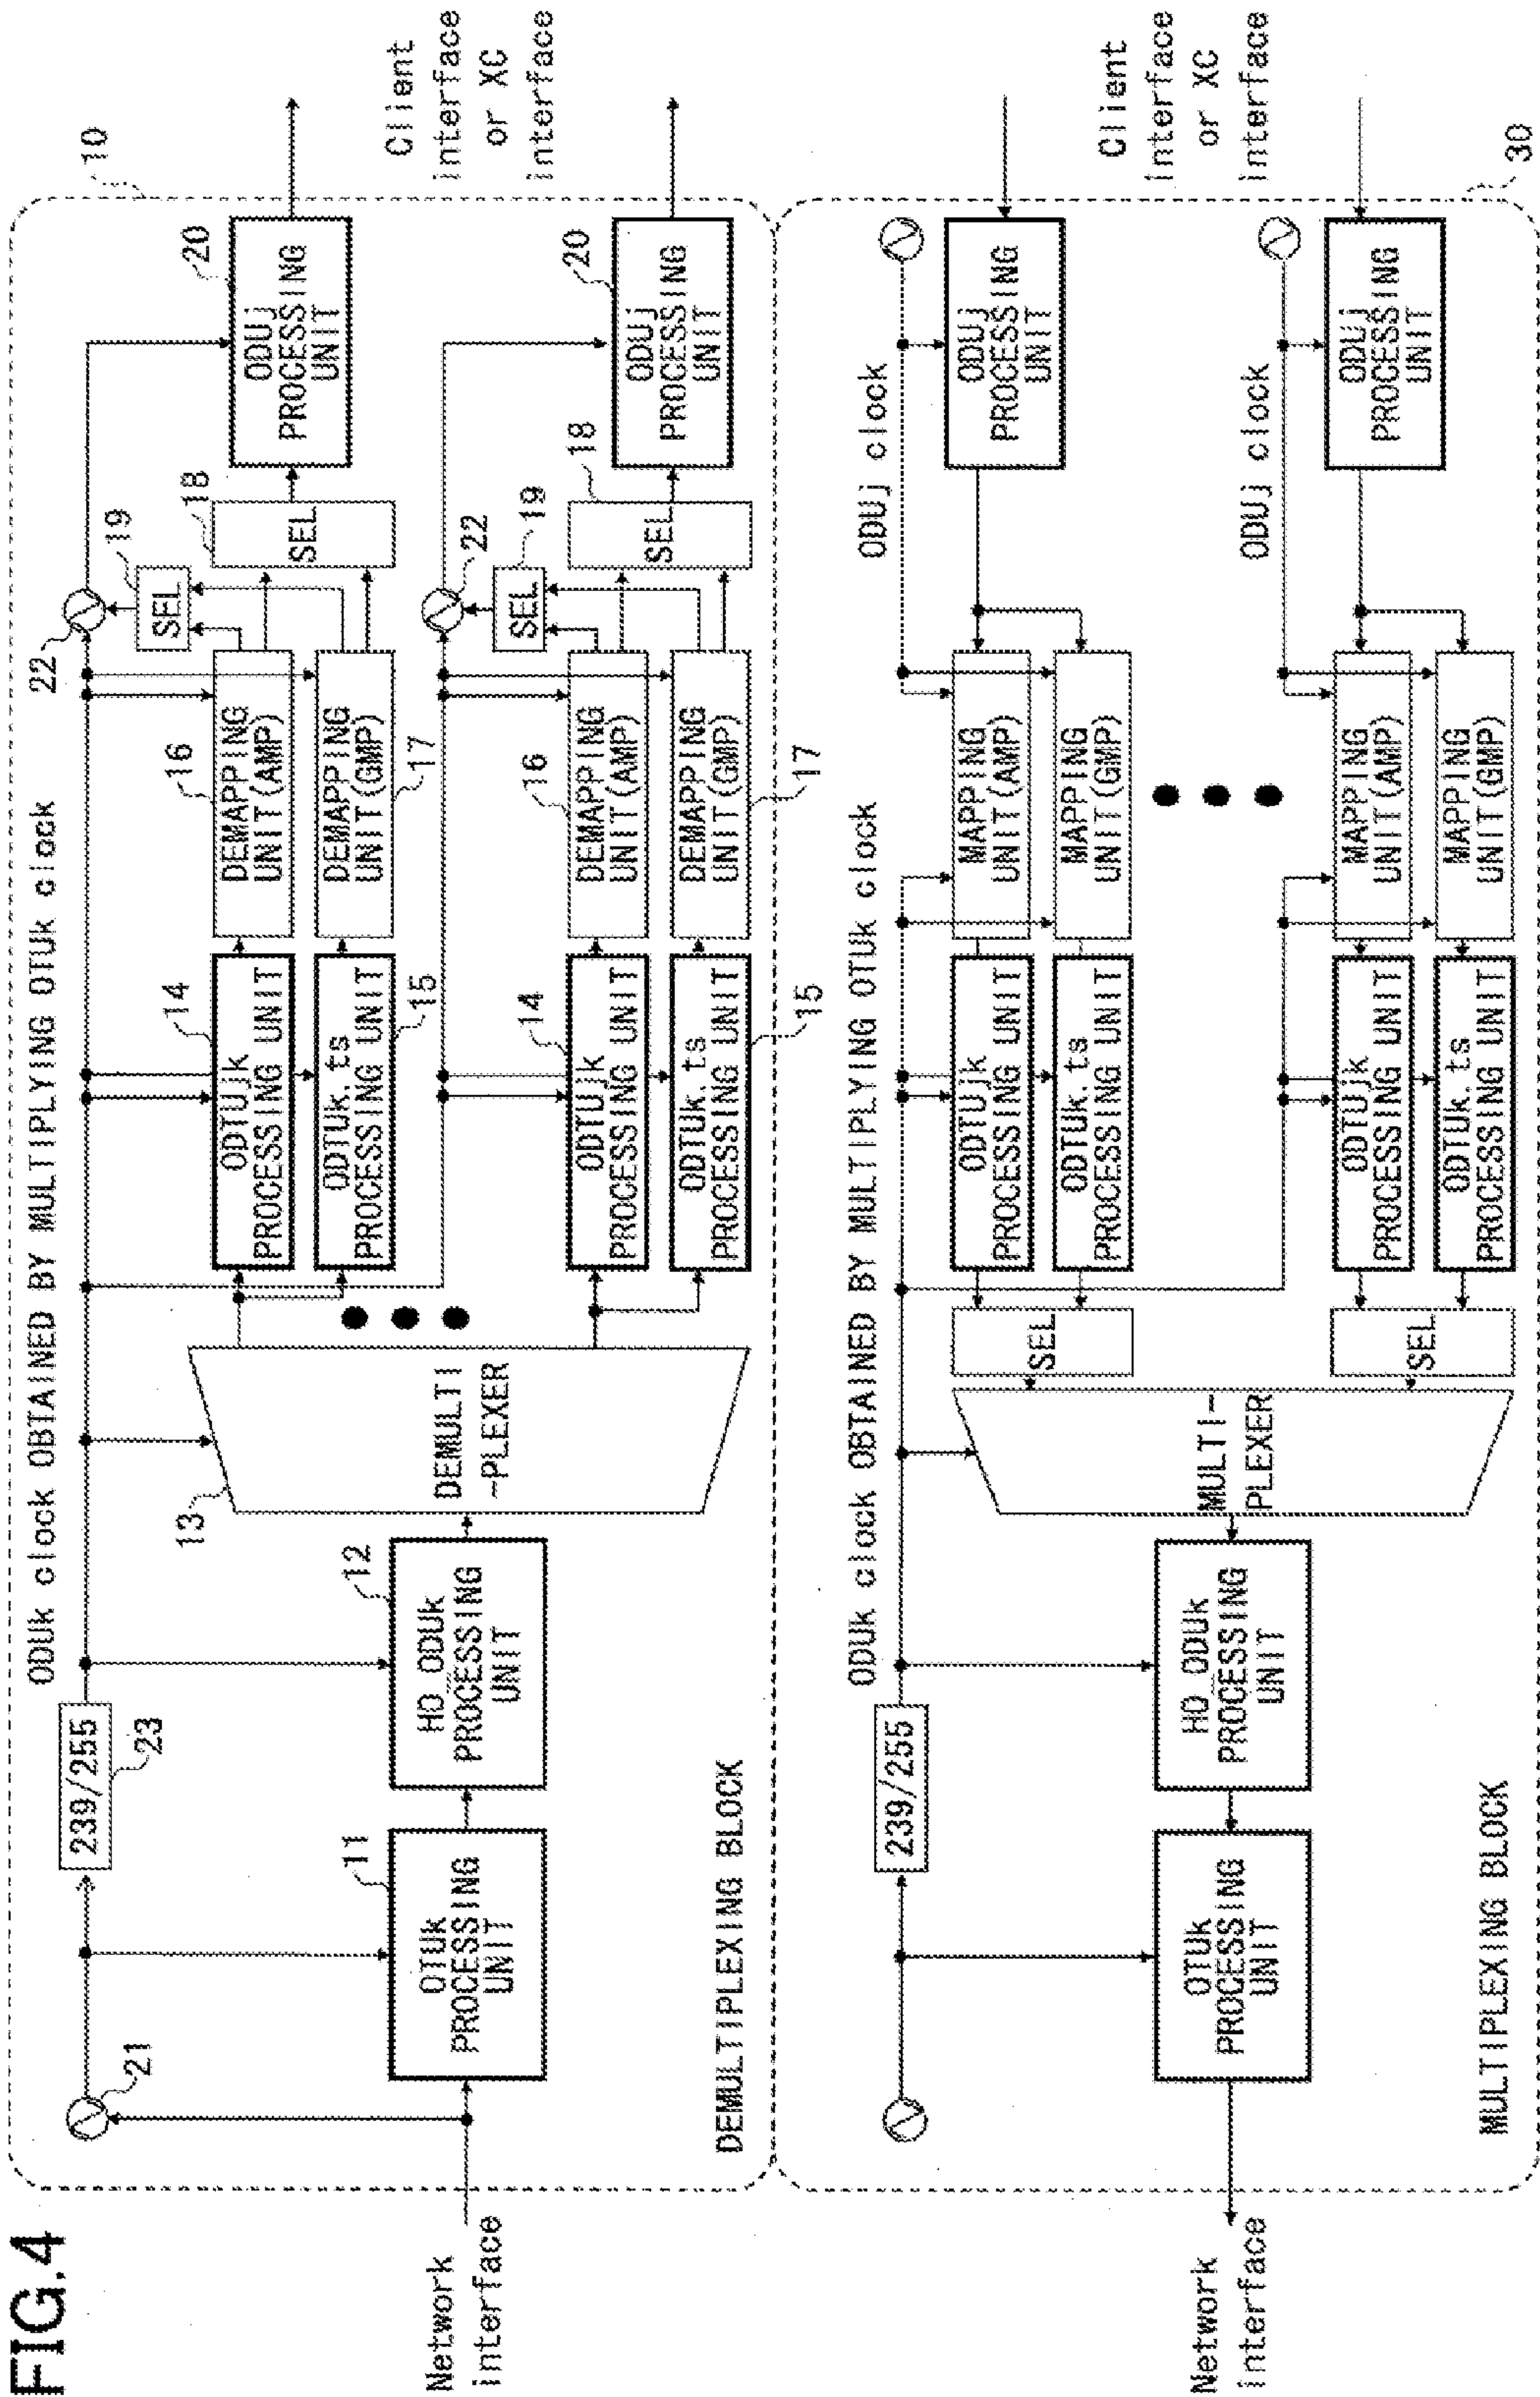 FIG.4
ODUk clock OBTAINED BY MULTIPLYING OTUk clock
10
21
239/255
23
22
22
19
SEL
19
SEL
Network
interface
11
OTUk
PROCESSING
UNIT
12
HO_ODUk
PROCESSING
UNIT
13
DEMULTI
-PLEXER
14
ODTUjk
PROCESSING UNIT
ODTUk.ts
PROCESSING UNIT
15
16
DEMAPPING
UNIT(AMP)
DEMAPPING
UNIT(GMP)
17
18
SEL
20
ODUj
PROCESSING
UNIT
14
ODTUjk
PROCESSING UNIT
ODTUk.ts
PROCESSING UNIT
15
16
DEMAPPING
UNIT(AMP)
DEMAPPING
UNIT(GMP)
17
18
SEL
20
ODUj
PROCESSING
UNIT
Client
interface
or XC
interface
DEMULTIPLEXING BLOCK
ODUk clock OBTAINED BY MULTIPLYING OTUk clock
ODUj clock
239/255
Network
interface
OTUk
PROCESSING
UNIT
HO_ODUk
PROCESSING
UNIT
MULTI-
PLEXER
SEL
ODTUjk
PROCESSING UNIT
ODTUk.ts
PROCESSING UNIT
MAPPING
UNIT(AMP)
MAPPING
UNIT(GMP)
ODUj
PROCESSING
UNIT
ODUj clock
SEL
ODTUjk
PROCESSING UNIT
ODTUk.ts
PROCESSING UNIT
MAPPING
UNIT(AMP)
MAPPING
UNIT(GMP)
ODUj
PROCESSING
UNIT
Client
interface
or XC
interface
MULTIPLEXING BLOCK
30